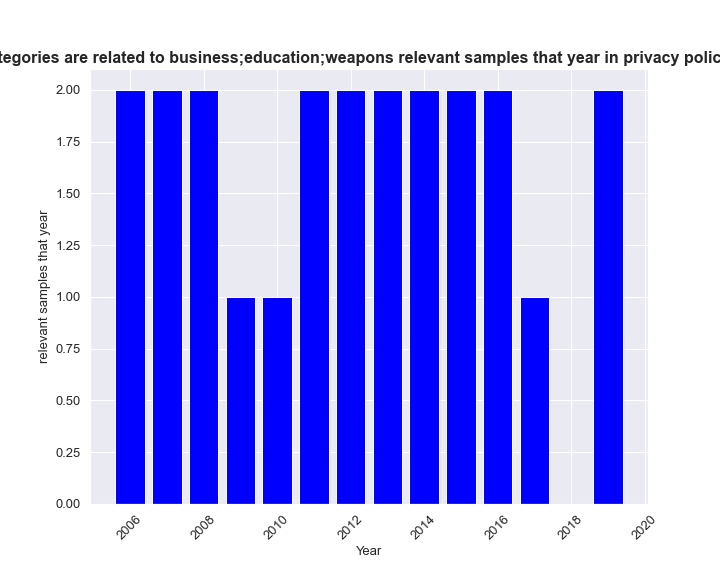 tegories are related to business;education;weapons relevant samples that year in privacy polic
2.00
1.75
1.50
1.25
1.00
0.75
0.50
0.25
0.00
relevant samples that year
2006 2008 2010 2012 2014 2016 2018 2020
Year